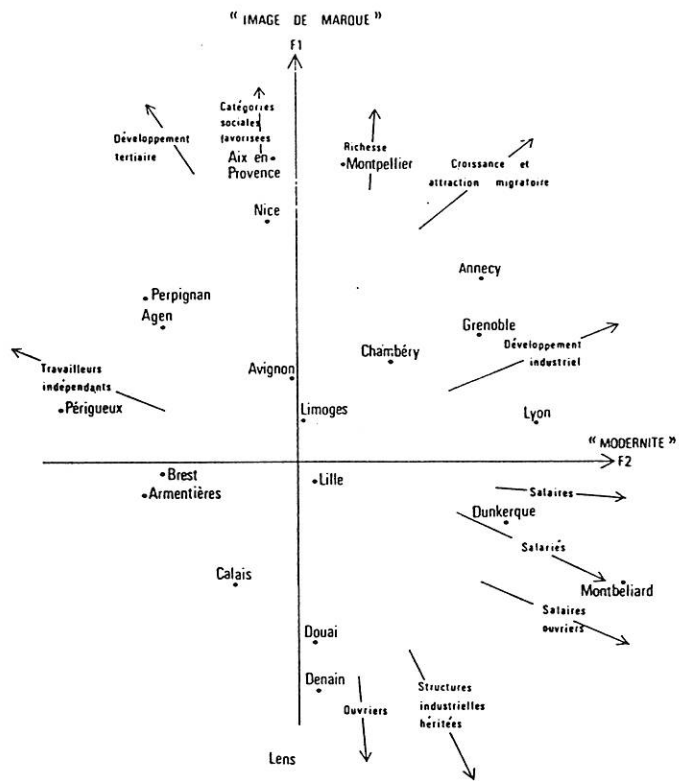 “ IMAGE DE MARQUE ”
F1
Catégories
sociales
favorisées
Développement
tertiaire
Aix en
Provence
Richesse
Montpellier
Croissance et
attraction migratoire
Nice
Annecy
Perpignan
Agen
Grenoble
Chambéry
Développement
industriel
Travailleurs
indépendants
Avignon
Périgueux
Limoges
Lyon
“ MODERNITE ”
F2
Brest
Lille
Salaires
Armentières
Dunkerque
Salariés
Calais
Montbéliard
Salaires
ouvriers
Douai
Denain
Structures
industrielles
héritées
Ouvriers
Lens